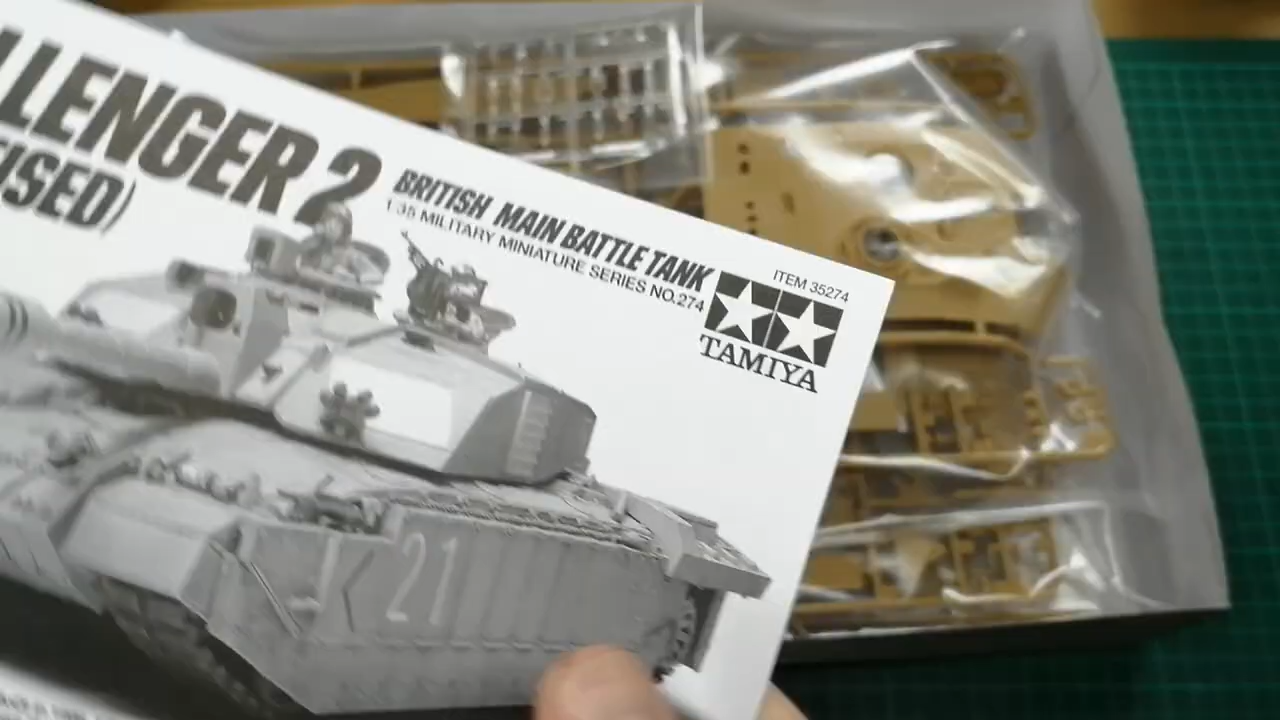 LLENGER 2
ISED)
BRITISH MAIN BATTLE TANK
1/35 MILITARY MINIATURE SERIES NO.274
ITEM 35274
TAMIYA
21